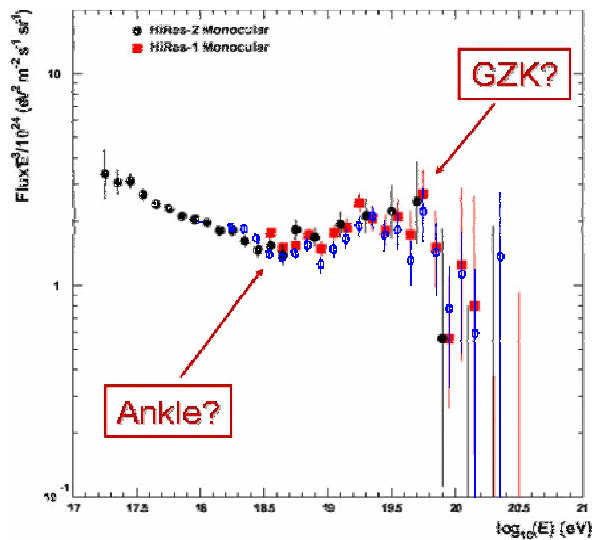 HiRes-2 Monocular
HiRes-1 Monocular
GZK?
Ankle?
Flux*E³/10²⁴ (eV² m⁻² s⁻¹ sr⁻¹)
10
1
10⁻¹
17 17.5 18 18.5 19 19.5 20 20.5 21
log₁₀(E) (eV)